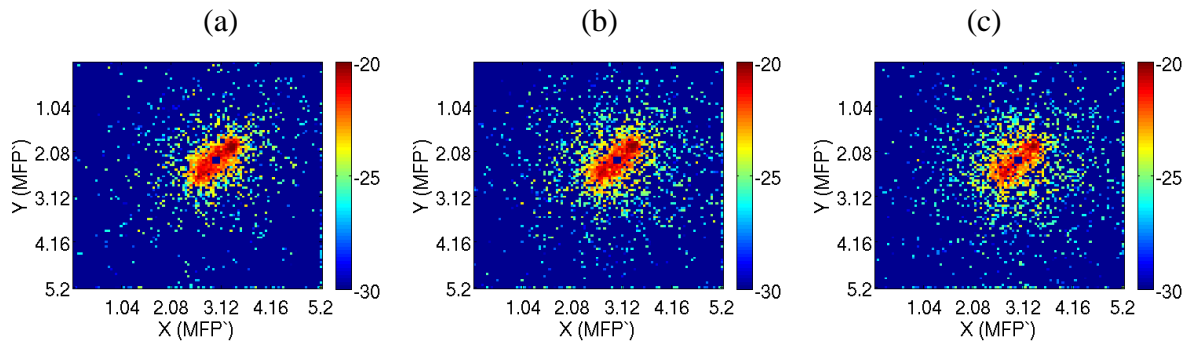 (a) (b) (c)
-20 -20 -20
1.04 1.04 1.04
Y (MFP`) 2.08 -25 Y (MFP`) 2.08 -25 Y (MFP`) 2.08 -25
3.12 3.12 3.12
4.16 4.16 4.16
5.2 -30 5.2 -30 5.2 -30
1.04 2.08 3.12 4.16 5.2 1.04 2.08 3.12 4.16 5.2 1.04 2.08 3.12 4.16 5.2
X (MFP`) X (MFP`) X (MFP`)